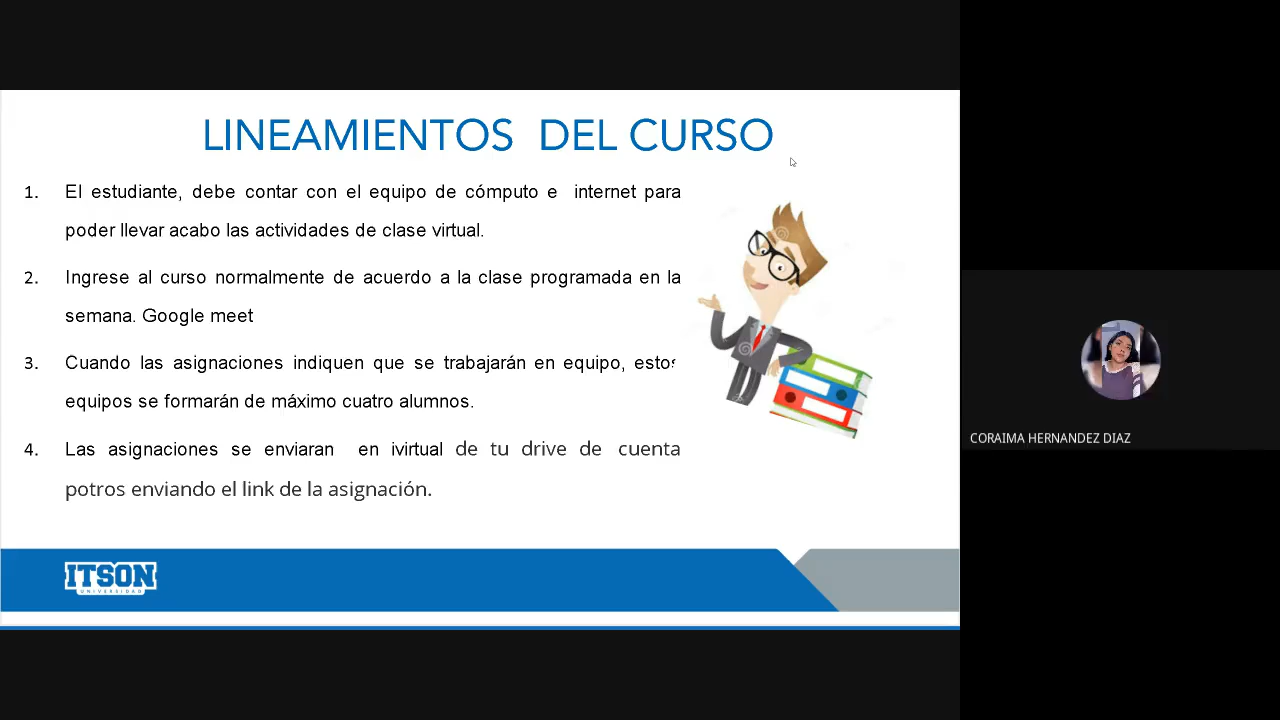 LINEAMIENTOS DEL CURSO
1. El estudiante, debe contar con el equipo de cómputo e internet para
poder llevar acabo las actividades de clase virtual.
2. Ingrese al curso normalmente de acuerdo a la clase programada en la
semana. Google meet
3. Cuando las asignaciones indiquen que se trabajarán en equipo, estos
equipos se formarán de máximo cuatro alumnos.
4. Las asignaciones se enviaran en ivirtual de tu drive de cuenta
potros enviando el link de la asignación.
ITSON
UNIVERSIDAD
CORAIMA HERNANDEZ DIAZ